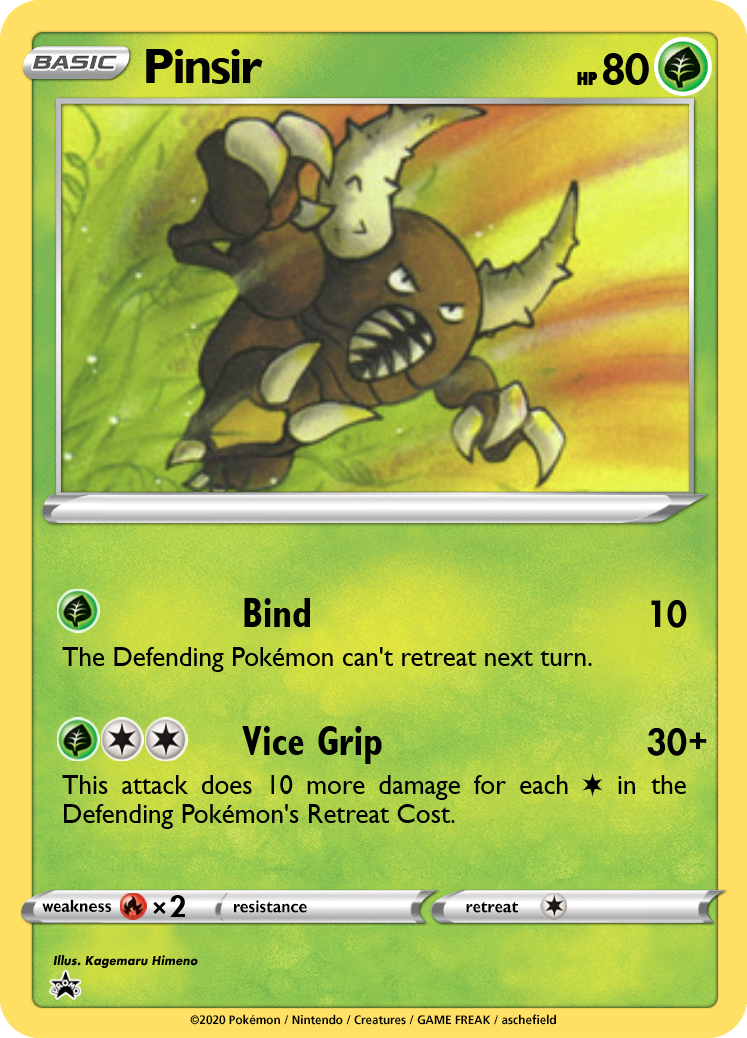 BASIC Pinsir HP 80
Bind 10
The Defending Pokémon can't retreat next turn.
Vice Grip 30+
This attack does 10 more damage for each in the
Defending Pokémon's Retreat Cost.
weakness ×2 resistance retreat
Illus. Kagemaru Himeno
PROMO
©2020 Pokémon / Nintendo / Creatures / GAME FREAK / aschefield